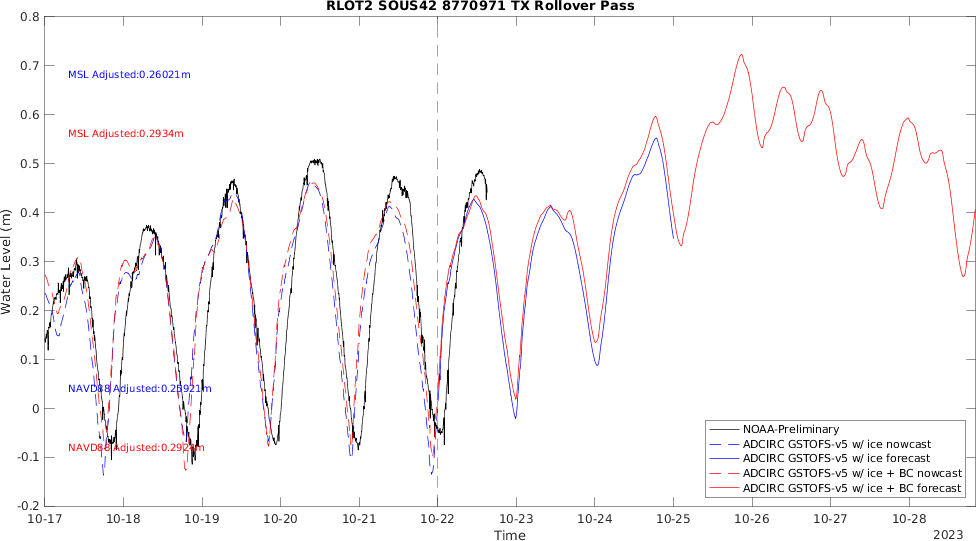 RLOT2 SOUS42 8770971 TX Rollover Pass
0.8
0.7
MSL Adjusted:0.26021m
0.6
MSL Adjusted:0.2934m
0.5
0.4
Water Level (m)
0.3
0.2
0.1
NAVD88 Adjusted:0.25921m
0
NOAA-Preliminary
ADCIRC GSTOFS-v5 w/ ice nowcast
ADCIRC GSTOFS-v5 w/ ice forecast
ADCIRC GSTOFS-v5 w/ ice + BC nowcast
ADCIRC GSTOFS-v5 w/ ice + BC forecast
NAVD88
-0.1
-0.2
10-17 10-18 10-19 10-20 10-21 10-22 10-23 10-24 10-25 10-26 10-27 10-28
Time
2023